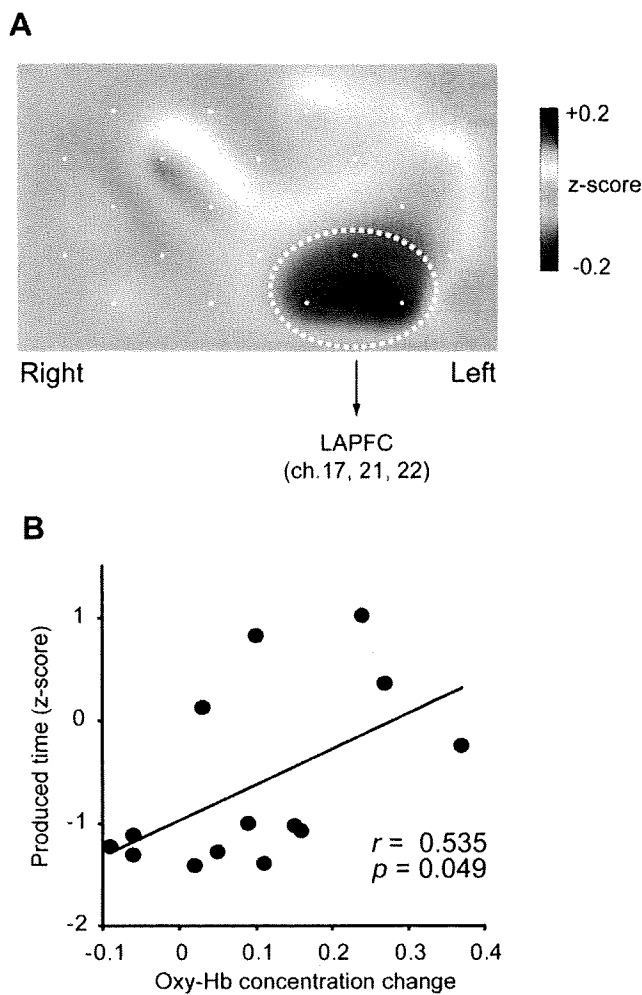 A
+0.2
z-score
-0.2
Right
Left
LAPFC
(ch.17, 21, 22)
B
Produced time (z-score)
1
0
-1
-2
r = 0.535
p = 0.049
-0.1
0
0.1
0.2
0.3
0.4
Oxy-Hb concentration change